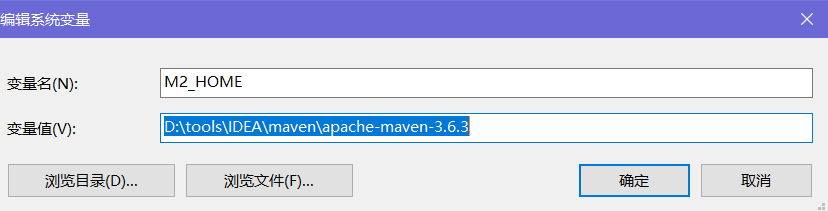 编辑系统变量
变量名(N):
M2_HOME
变量值(V):
D:\tools\IDEA\maven\apache-maven-3.6.3
浏览目录(D)...
浏览文件(F)...
确定
取消